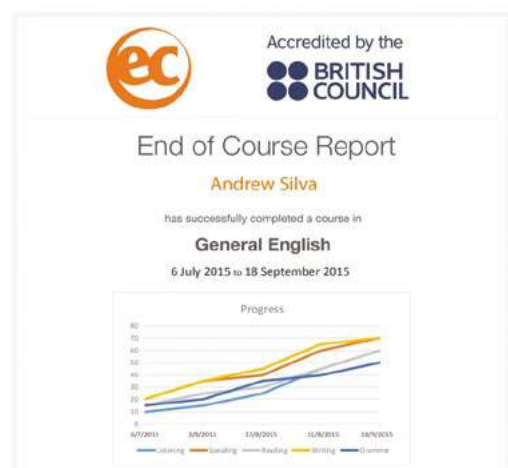 ec
Accredited by the
BRITISH
COUNCIL
End of Course Report
Andrew Silva
has successfully completed a course in
General English
6 July 2015 to 18 September 2015
Progress
80
70
60
50
40
30
20
10
0
6/7/2015 3/8/2015 17/8/2015 31/8/2015 18/9/2015
Listening Speaking Reading Writing Grammar